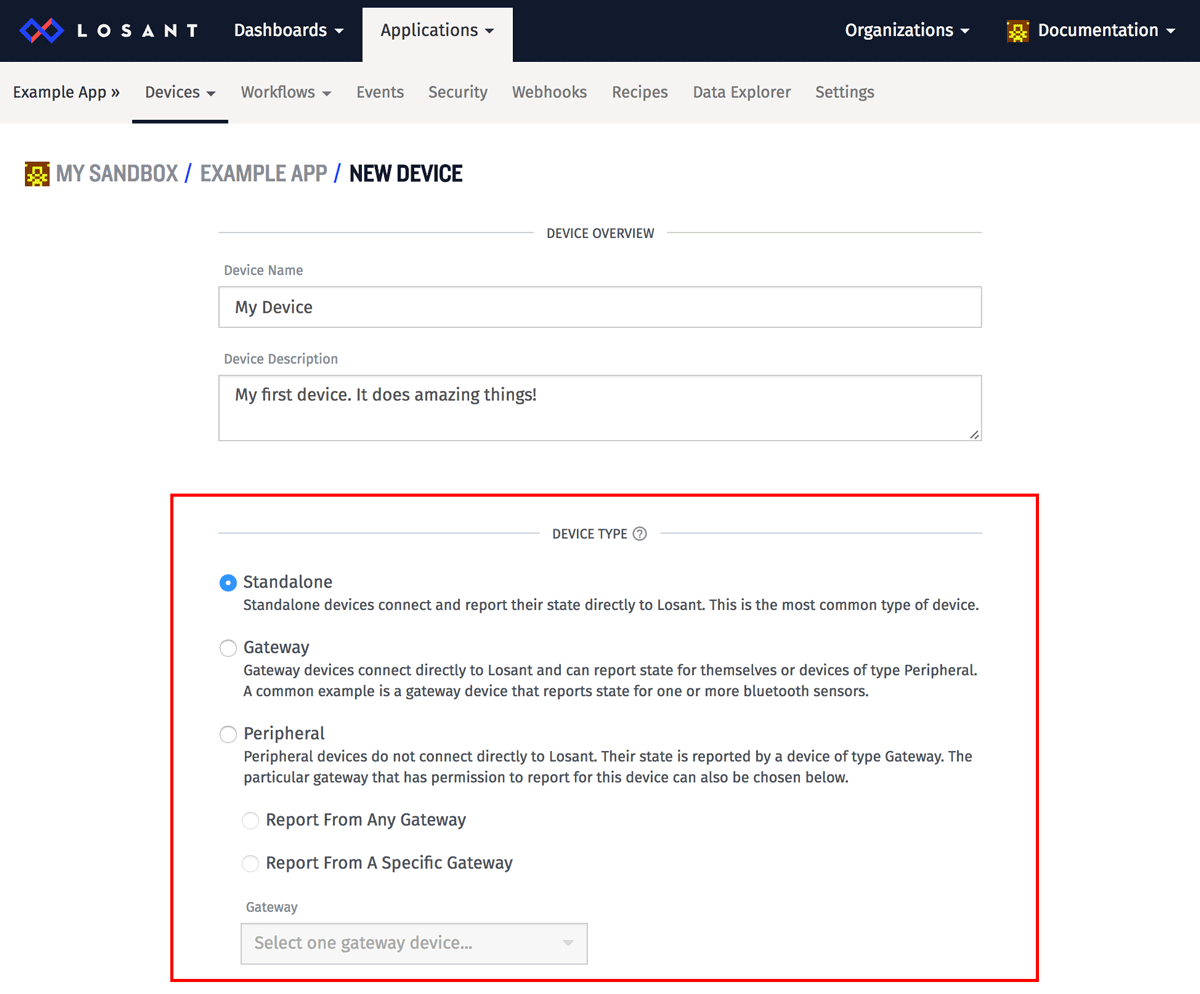 LOSANT Dashboards Applications Organizations Documentation
Example App » Devices Workflows Events Security Webhooks Recipes Data Explorer Settings
MY SANDBOX / EXAMPLE APP / NEW DEVICE
DEVICE OVERVIEW
Device Name
My Device
Device Description
My first device. It does amazing things!
DEVICE TYPE ?
Standalone
Standalone devices connect and report their state directly to Losant. This is the most common type of device.
Gateway
Gateway devices connect directly to Losant and can report state for themselves or devices of type Peripheral.
A common example is a gateway device that reports state for one or more bluetooth sensors.
Peripheral
Peripheral devices do not connect directly to Losant. Their state is reported by a device of type Gateway. The
particular gateway that has permission to report for this device can also be chosen below.
Report From Any Gateway
Report From A Specific Gateway
Gateway
Select one gateway device...